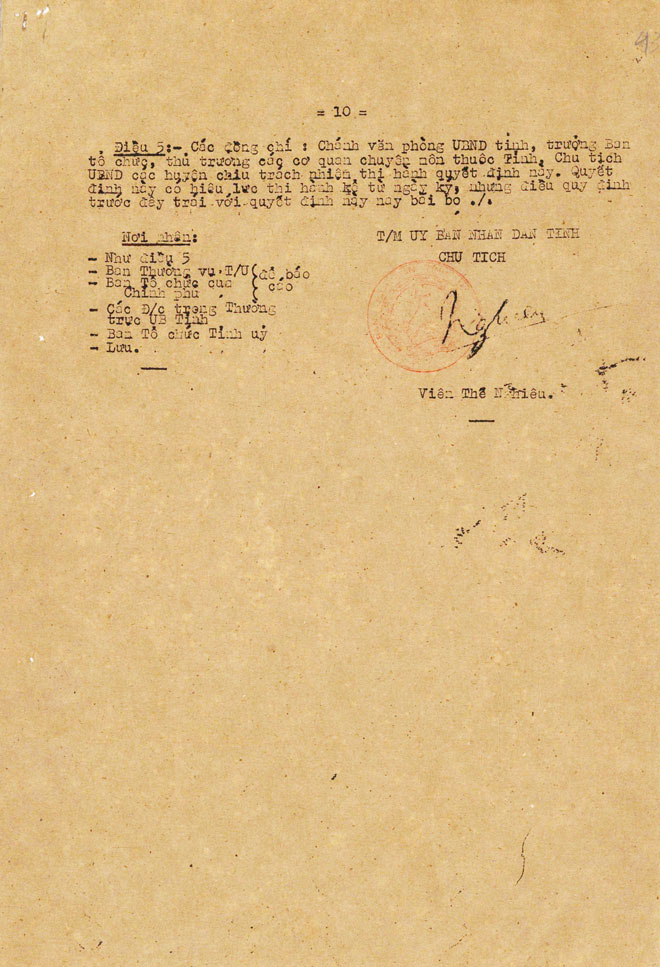 = 10 =
Điều 5:- Các đồng chí : Chánh văn phòng UBND tỉnh, trưởng Ban
tổ chức, thủ trưởng các cơ quan chuyên môn thuộc Tỉnh, Chủ tịch
UBND các huyện chịu trách nhiệm thi hành quyết định này. Quyết
định này có hiệu lực thi hành kể từ ngày ký, những điều quy định
trước đây trái với quyết định này nay bãi bỏ ./.
Nơi nhận:
- Như điều 5
- Ban Thường vụ T/U
- Ban Tổ chức của
Chính phủ
để báo
cáo
- Các Đ/c trong Thường
trực UB Tỉnh
- Ban Tổ chức Tỉnh uỷ
- Lưu.
T/M UỶ BAN NHÂN DÂN TỈNH
CHỦ TỊCH
Viên Thế Nghiêu.